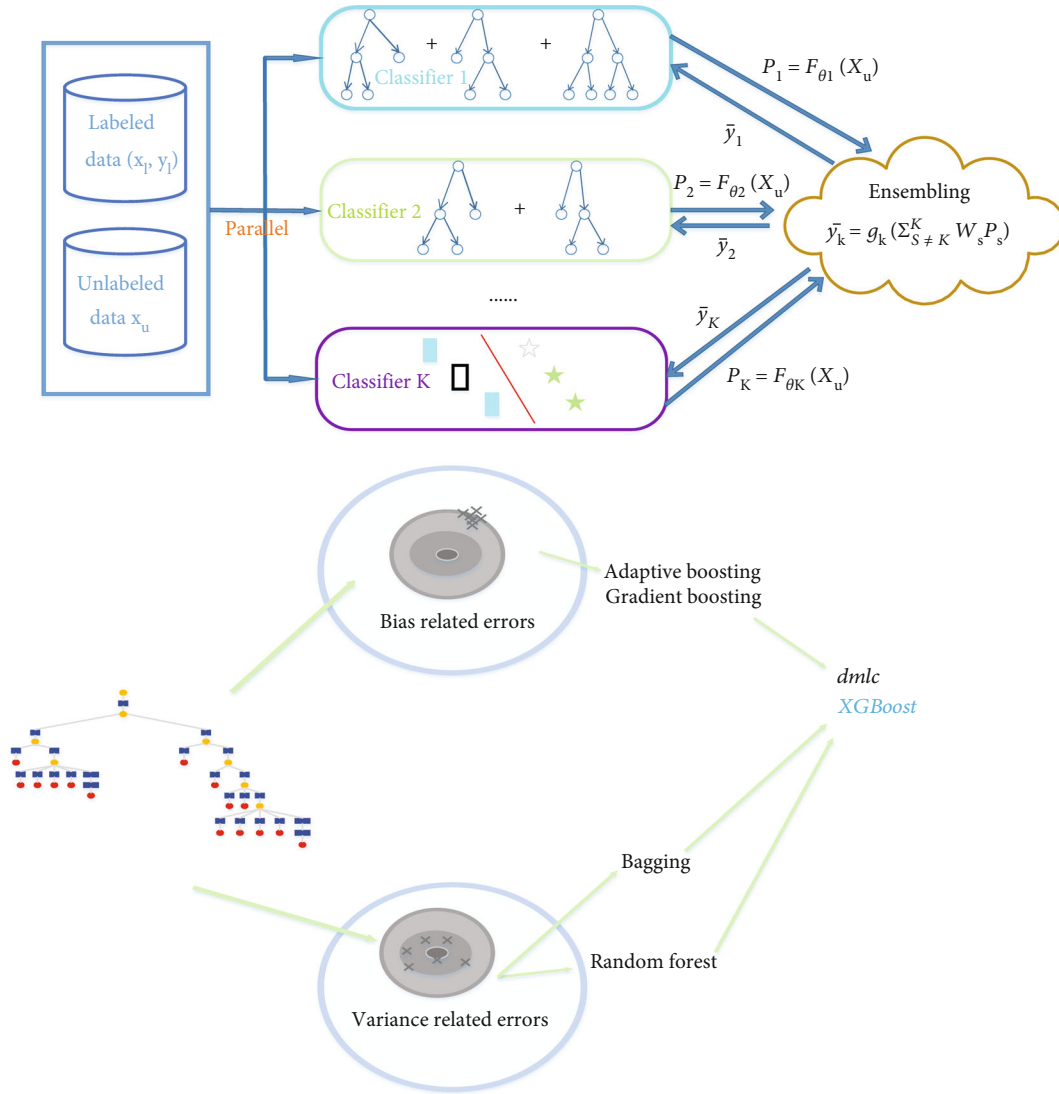 Labeled
data (x_l, y_l)
Unlabeled
data x_u
Parallel
+
+
Classifier 1
Classifier 2
+
......
Classifier K
P_1 = F_θ1 (X_u)
ȳ_1
P_2 = F_θ2 (X_u)
ȳ_2
ȳ_K
P_K = F_θK (X_u)
Ensembling
ȳ_k = g_k (Σ^K_{S ≠ K} W_s P_s)
Bias related errors
Adaptive boosting
Gradient boosting
dmlc
XGBoost
Bagging
Random forest
Variance related errors